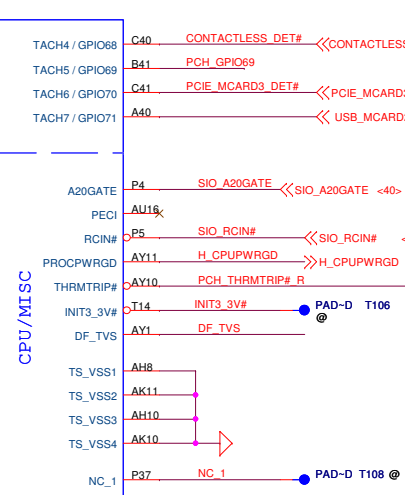 TACH4 / GPIO68 C40 CONTACTLESS_DET# CONTACTLESS
TACH5 / GPIO69 B41 PCH_GPIO69
TACH6 / GPIO70 C41 PCIE_MCARD3_DET# PCIE_MCARD3
TACH7 / GPIO71 A40 USB_MCARD
A20GATE P4 SIO_A20GATE SIO_A20GATE <40>
PECI AU16
RCIN# P5 SIO_RCIN# SIO_RCIN# <
PROCPWRGD AY11 H_CPUPWRGD H_CPUPWRGD
THRMTRIP# AY10 PCH_THRMTRIP#_R
INIT3_3V# T14 INIT3_3V# PAD~D T106
@
DF_TVS AY1 DF_TVS
CPU/MISC
TS_VSS1 AH8
TS_VSS2 AK11
TS_VSS3 AH10
TS_VSS4 AK10
NC_1 P37 NC_1 PAD~D T108 @